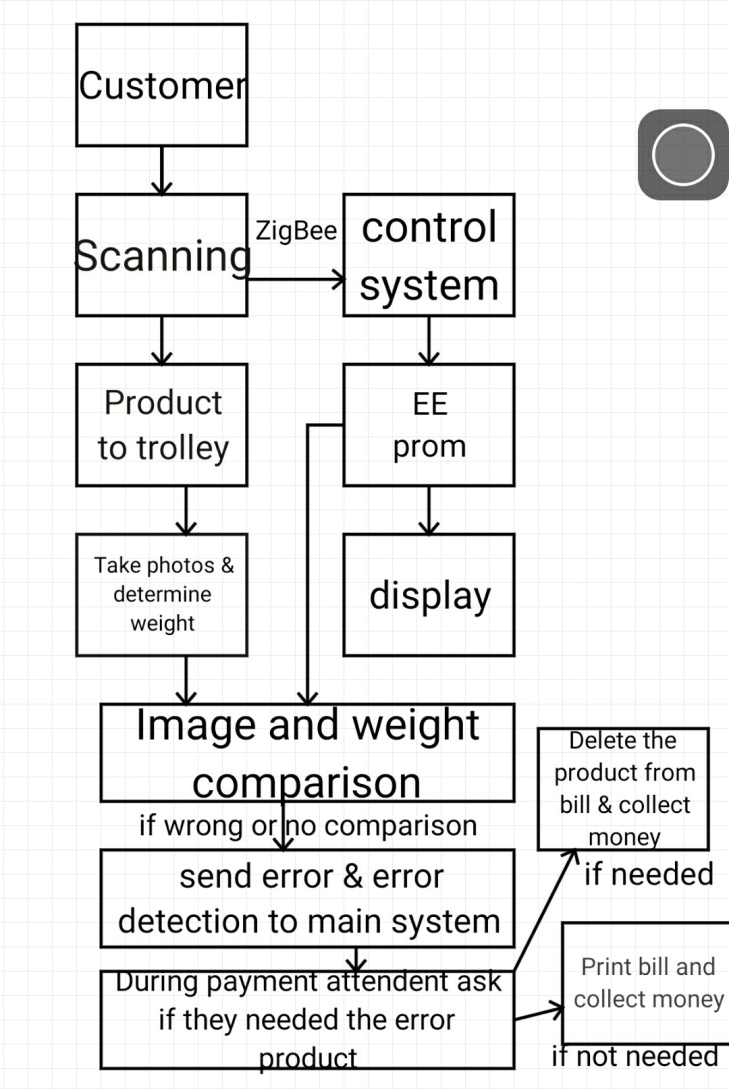 Customer
Scanning
ZigBee
control
system
Product
to trolley
EE
prom
Take photos &
determine
weight
display
Image and weight
comparison
if wrong or no comparison
send error & error
detection to main system
During payment attendent ask
if they needed the error
product
Delete the
product from
bill & collect
money
if needed
Print bill and
collect money
if not needed